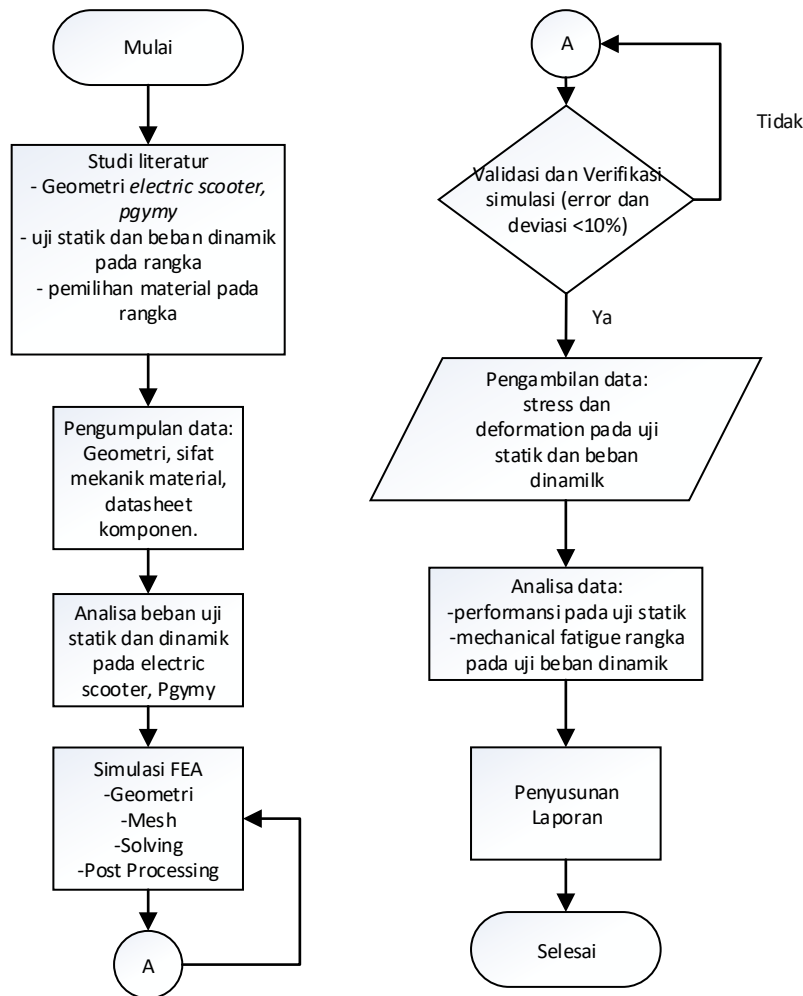 Mulai
Studi literatur
- Geometri electric scooter,
pgymy
- uji statik dan beban dinamik
pada rangka
- pemilihan material pada
rangka
Pengumpulan data:
Geometri, sifat
mekanik material,
datasheet
komponen.
Analisa beban uji
statik dan dinamik
pada electric
scooter, Pgymy
Simulasi FEA
-Geometri
-Mesh
-Solving
-Post Processing
A
A
Tidak
Validasi dan Verifikasi
simulasi (error dan
deviasi <10%)
Ya
Pengambilan data:
stress dan
deformation pada uji
statik dan beban
dinamilk
Analisa data:
-performansi pada uji statik
-mechanical fatigue rangka
pada uji beban dinamik
Penyusunan
Laporan
Selesai